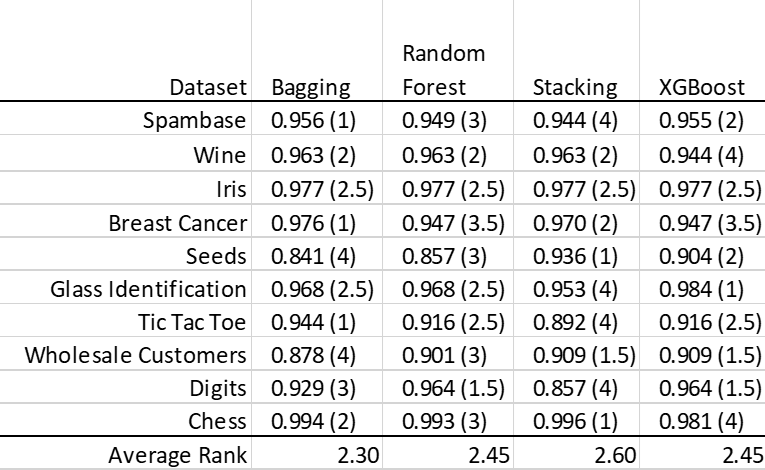 Dataset Bagging Random Forest Stacking XGBoost
Spambase 0.956 (1) 0.949 (3) 0.944 (4) 0.955 (2)
Wine 0.963 (2) 0.963 (2) 0.963 (2) 0.944 (4)
Iris 0.977 (2.5) 0.977 (2.5) 0.977 (2.5) 0.977 (2.5)
Breast Cancer 0.976 (1) 0.947 (3.5) 0.970 (2) 0.947 (3.5)
Seeds 0.841 (4) 0.857 (3) 0.936 (1) 0.904 (2)
Glass Identification 0.968 (2.5) 0.968 (2.5) 0.953 (4) 0.984 (1)
Tic Tac Toe 0.944 (1) 0.916 (2.5) 0.892 (4) 0.916 (2.5)
Wholesale Customers 0.878 (4) 0.901 (3) 0.909 (1.5) 0.909 (1.5)
Digits 0.929 (3) 0.964 (1.5) 0.857 (4) 0.964 (1.5)
Chess 0.994 (2) 0.993 (3) 0.996 (1) 0.981 (4)
Average Rank 2.30 2.45 2.60 2.45